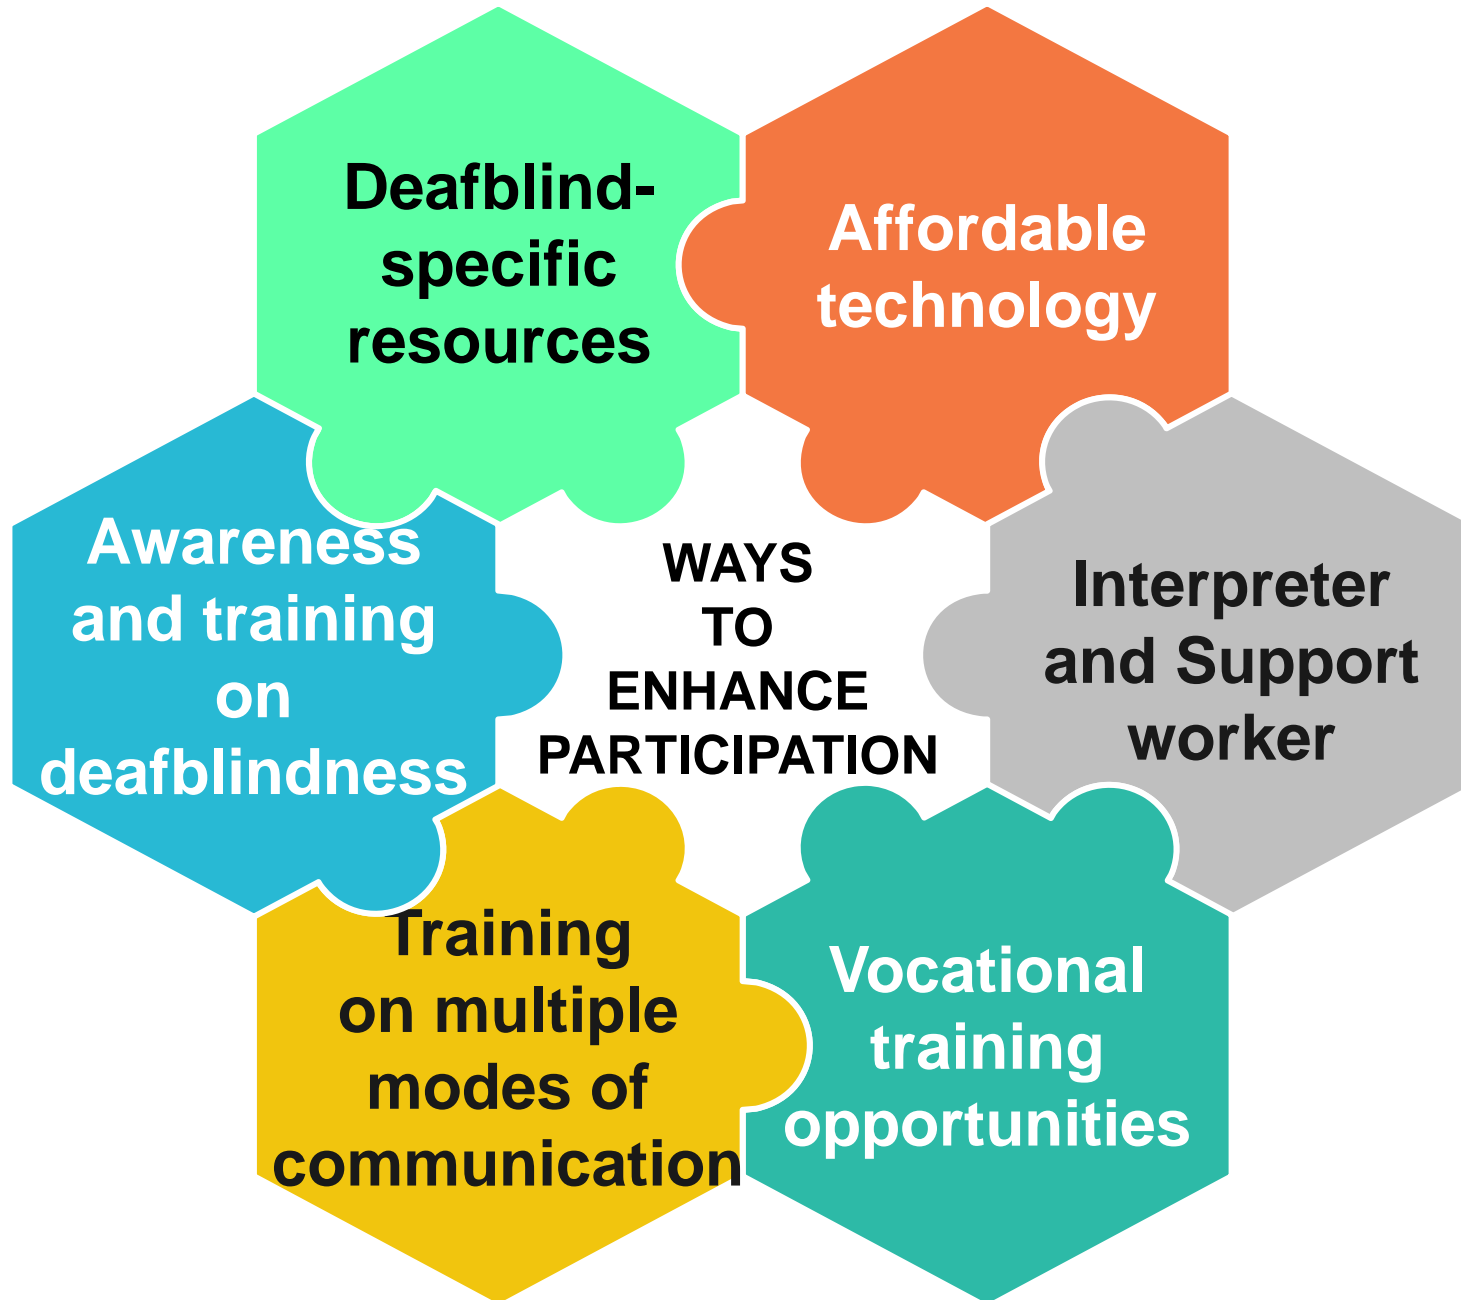 Deafblind-
specific
resources
Affordable
technology
Interpreter
and Support
worker
Vocational
training
opportunities
Training
on multiple
modes of
communication
Awareness
and training
on
deafblindness
WAYS
TO
ENHANCE
PARTICIPATION